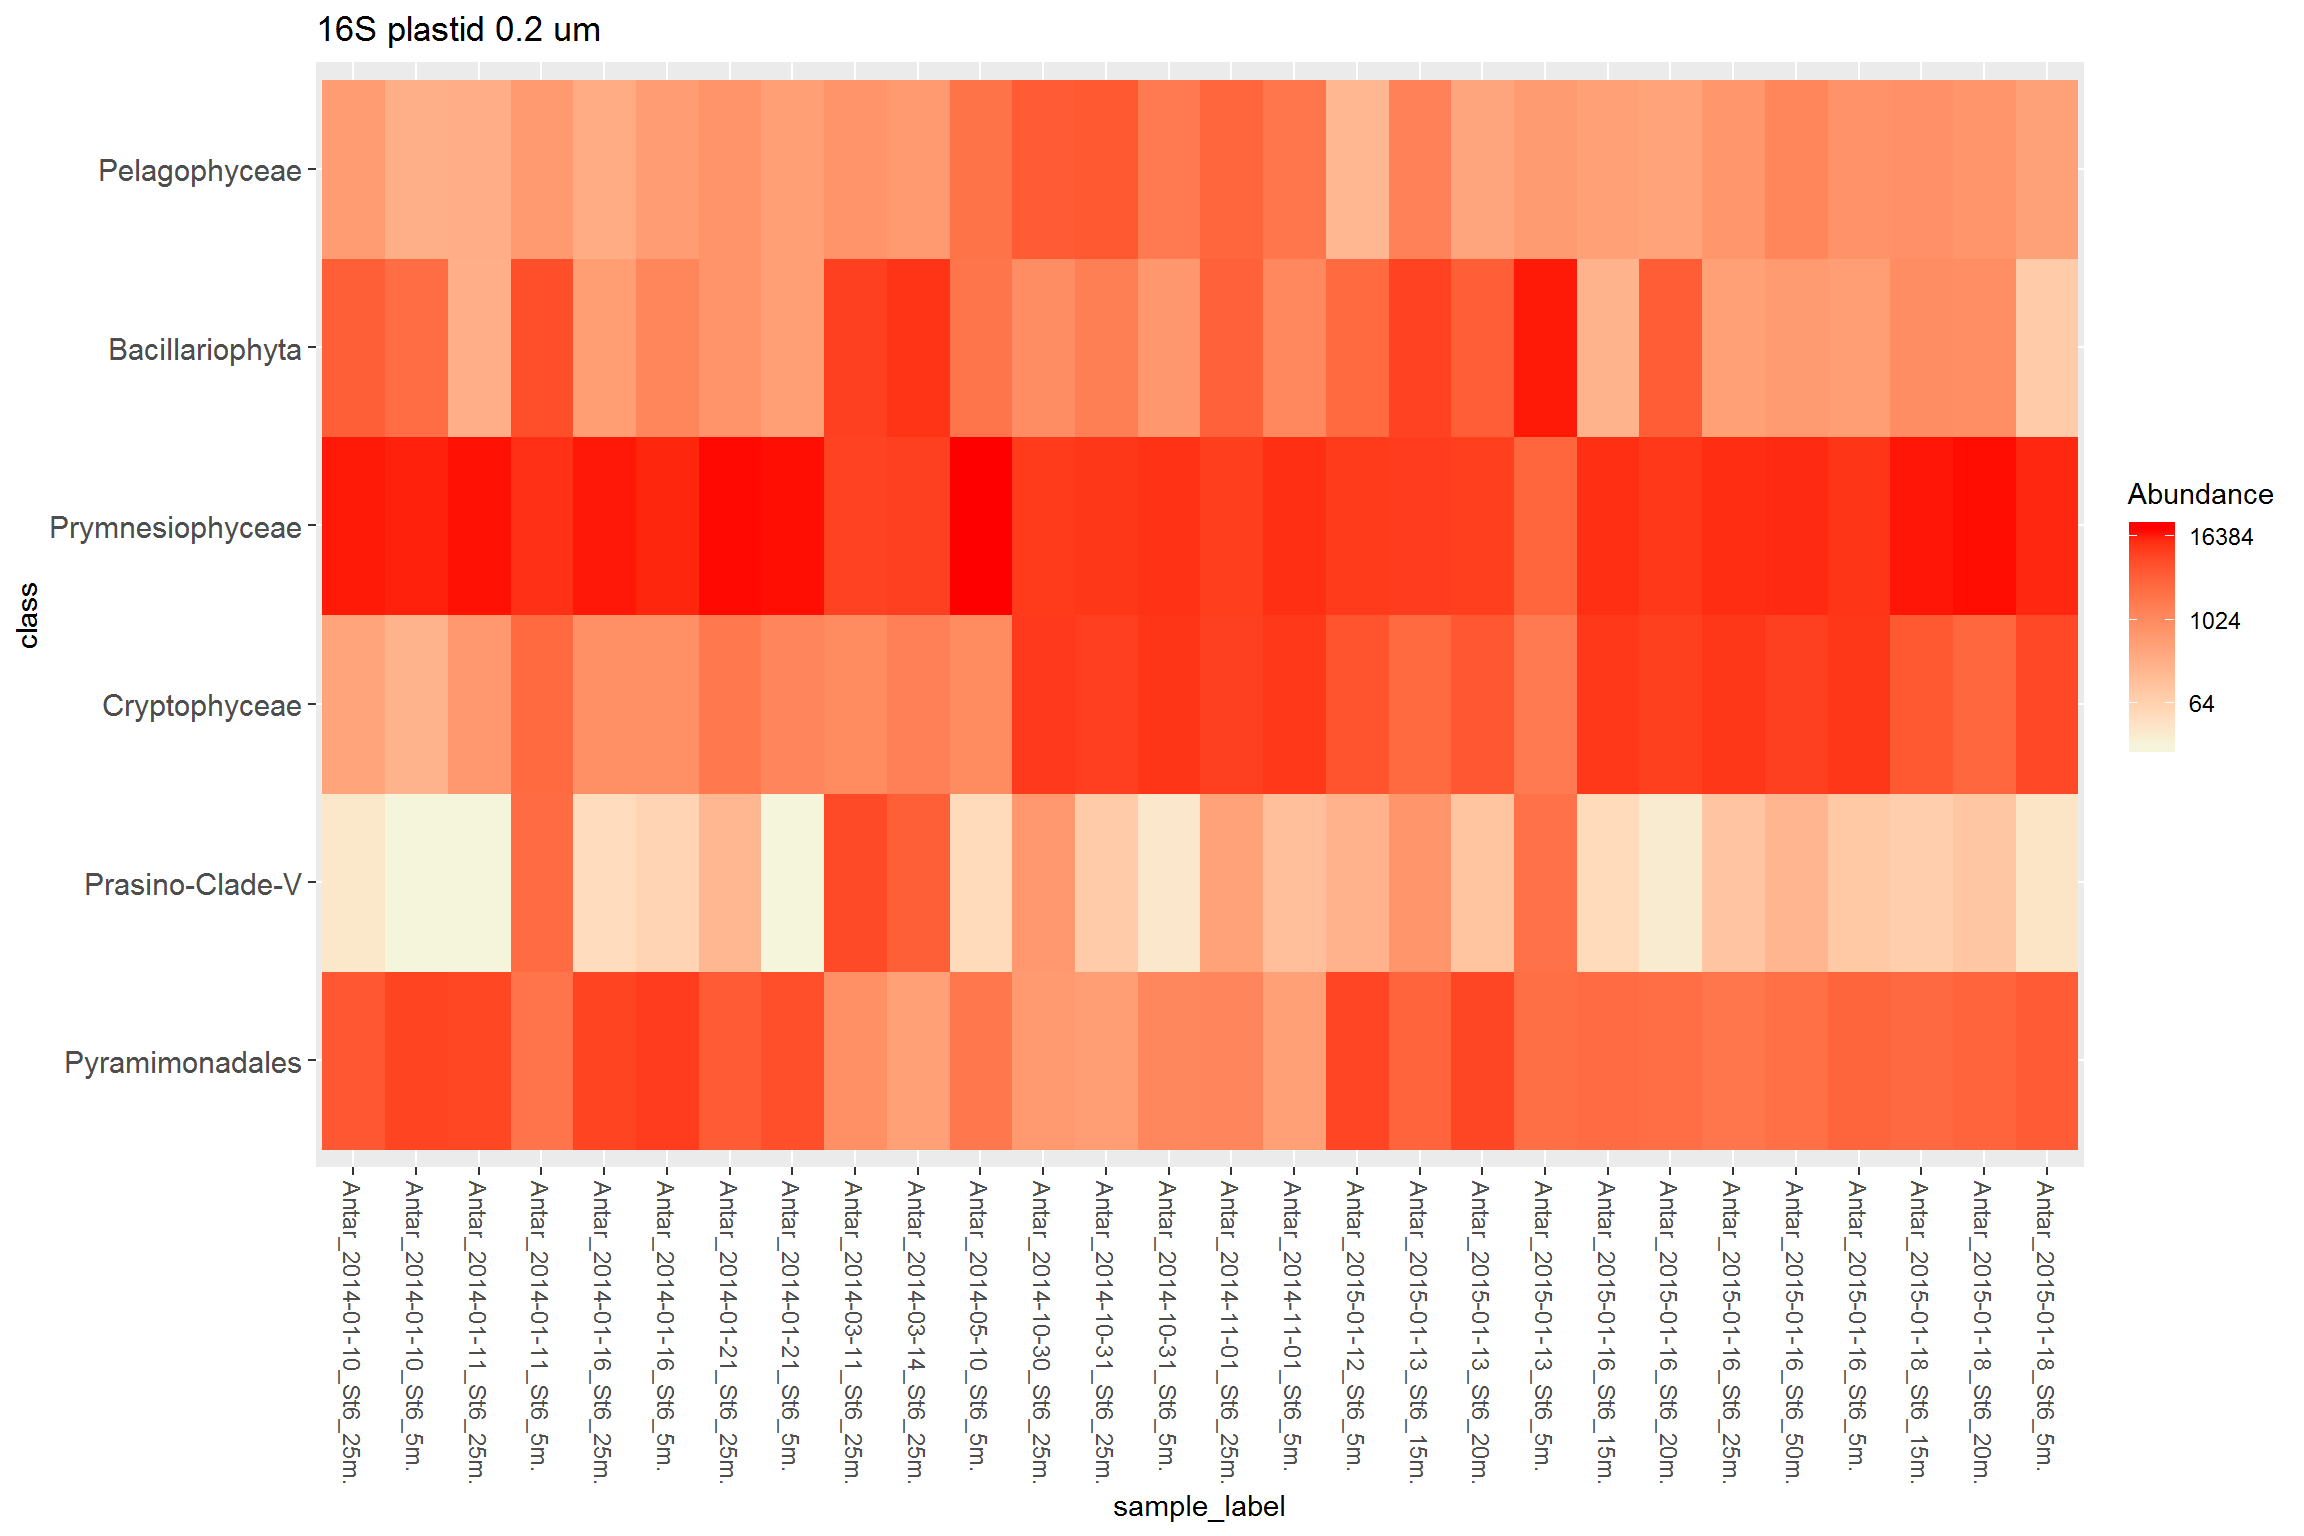 16S plastid 0.2 um
Pelagophyceae
Bacillariophyta
Prymnesiophyceae
Cryptophyceae
Prasino-Clade-V
Pyramimonadales
class
Abundance
16384
1024
64
Antar_2014-01-10_St6_25m.
Antar_2014-01-10_St6_5m.
Antar_2014-01-11_St6_25m.
Antar_2014-01-11_St6_5m.
Antar_2014-01-16_St6_25m.
Antar_2014-01-16_St6_5m.
Antar_2014-01-21_St6_25m.
Antar_2014-01-21_St6_5m.
Antar_2014-03-11_St6_25m.
Antar_2014-03-14_St6_25m.
Antar_2014-05-10_St6_5m.
Antar_2014-10-30_St6_25m.
Antar_2014-10-31_St6_25m.
Antar_2014-10-31_St6_5m.
Antar_2014-11-01_St6_25m.
Antar_2014-11-01_St6_5m.
Antar_2015-01-12_St6_5m.
Antar_2015-01-13_St6_15m.
Antar_2015-01-13_St6_20m.
Antar_2015-01-13_St6_5m.
Antar_2015-01-16_St6_15m.
Antar_2015-01-16_St6_20m.
Antar_2015-01-16_St6_25m.
Antar_2015-01-16_St6_50m.
Antar_2015-01-16_St6_5m.
Antar_2015-01-18_St6_15m.
Antar_2015-01-18_St6_20m.
Antar_2015-01-18_St6_5m.
sample_label